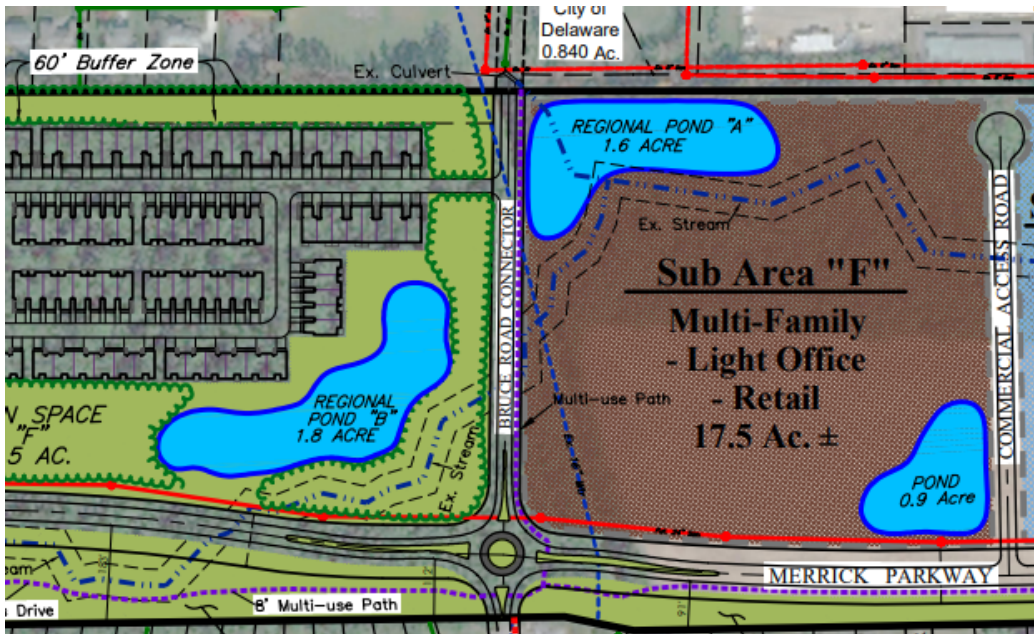 City of
Delaware
0.840 Ac.
60' Buffer Zone
Ex. Culvert
REGIONAL POND "A"
1.6 ACRE
Ex. Stream
BRUCE ROAD CONNECTOR
COMMERCIAL ACCESS ROAD
Sub Area "F"
Multi-Family
- Light Office
- Retail
17.5 Ac. ±
Multi-use Path
REGIONAL
POND "B"
1.8 ACRE
N SPACE
"F"
5 AC.
Ex. Stream
POND
0.9 Acre
MERRICK PARKWAY
eam
s Drive
8' Multi-use Path